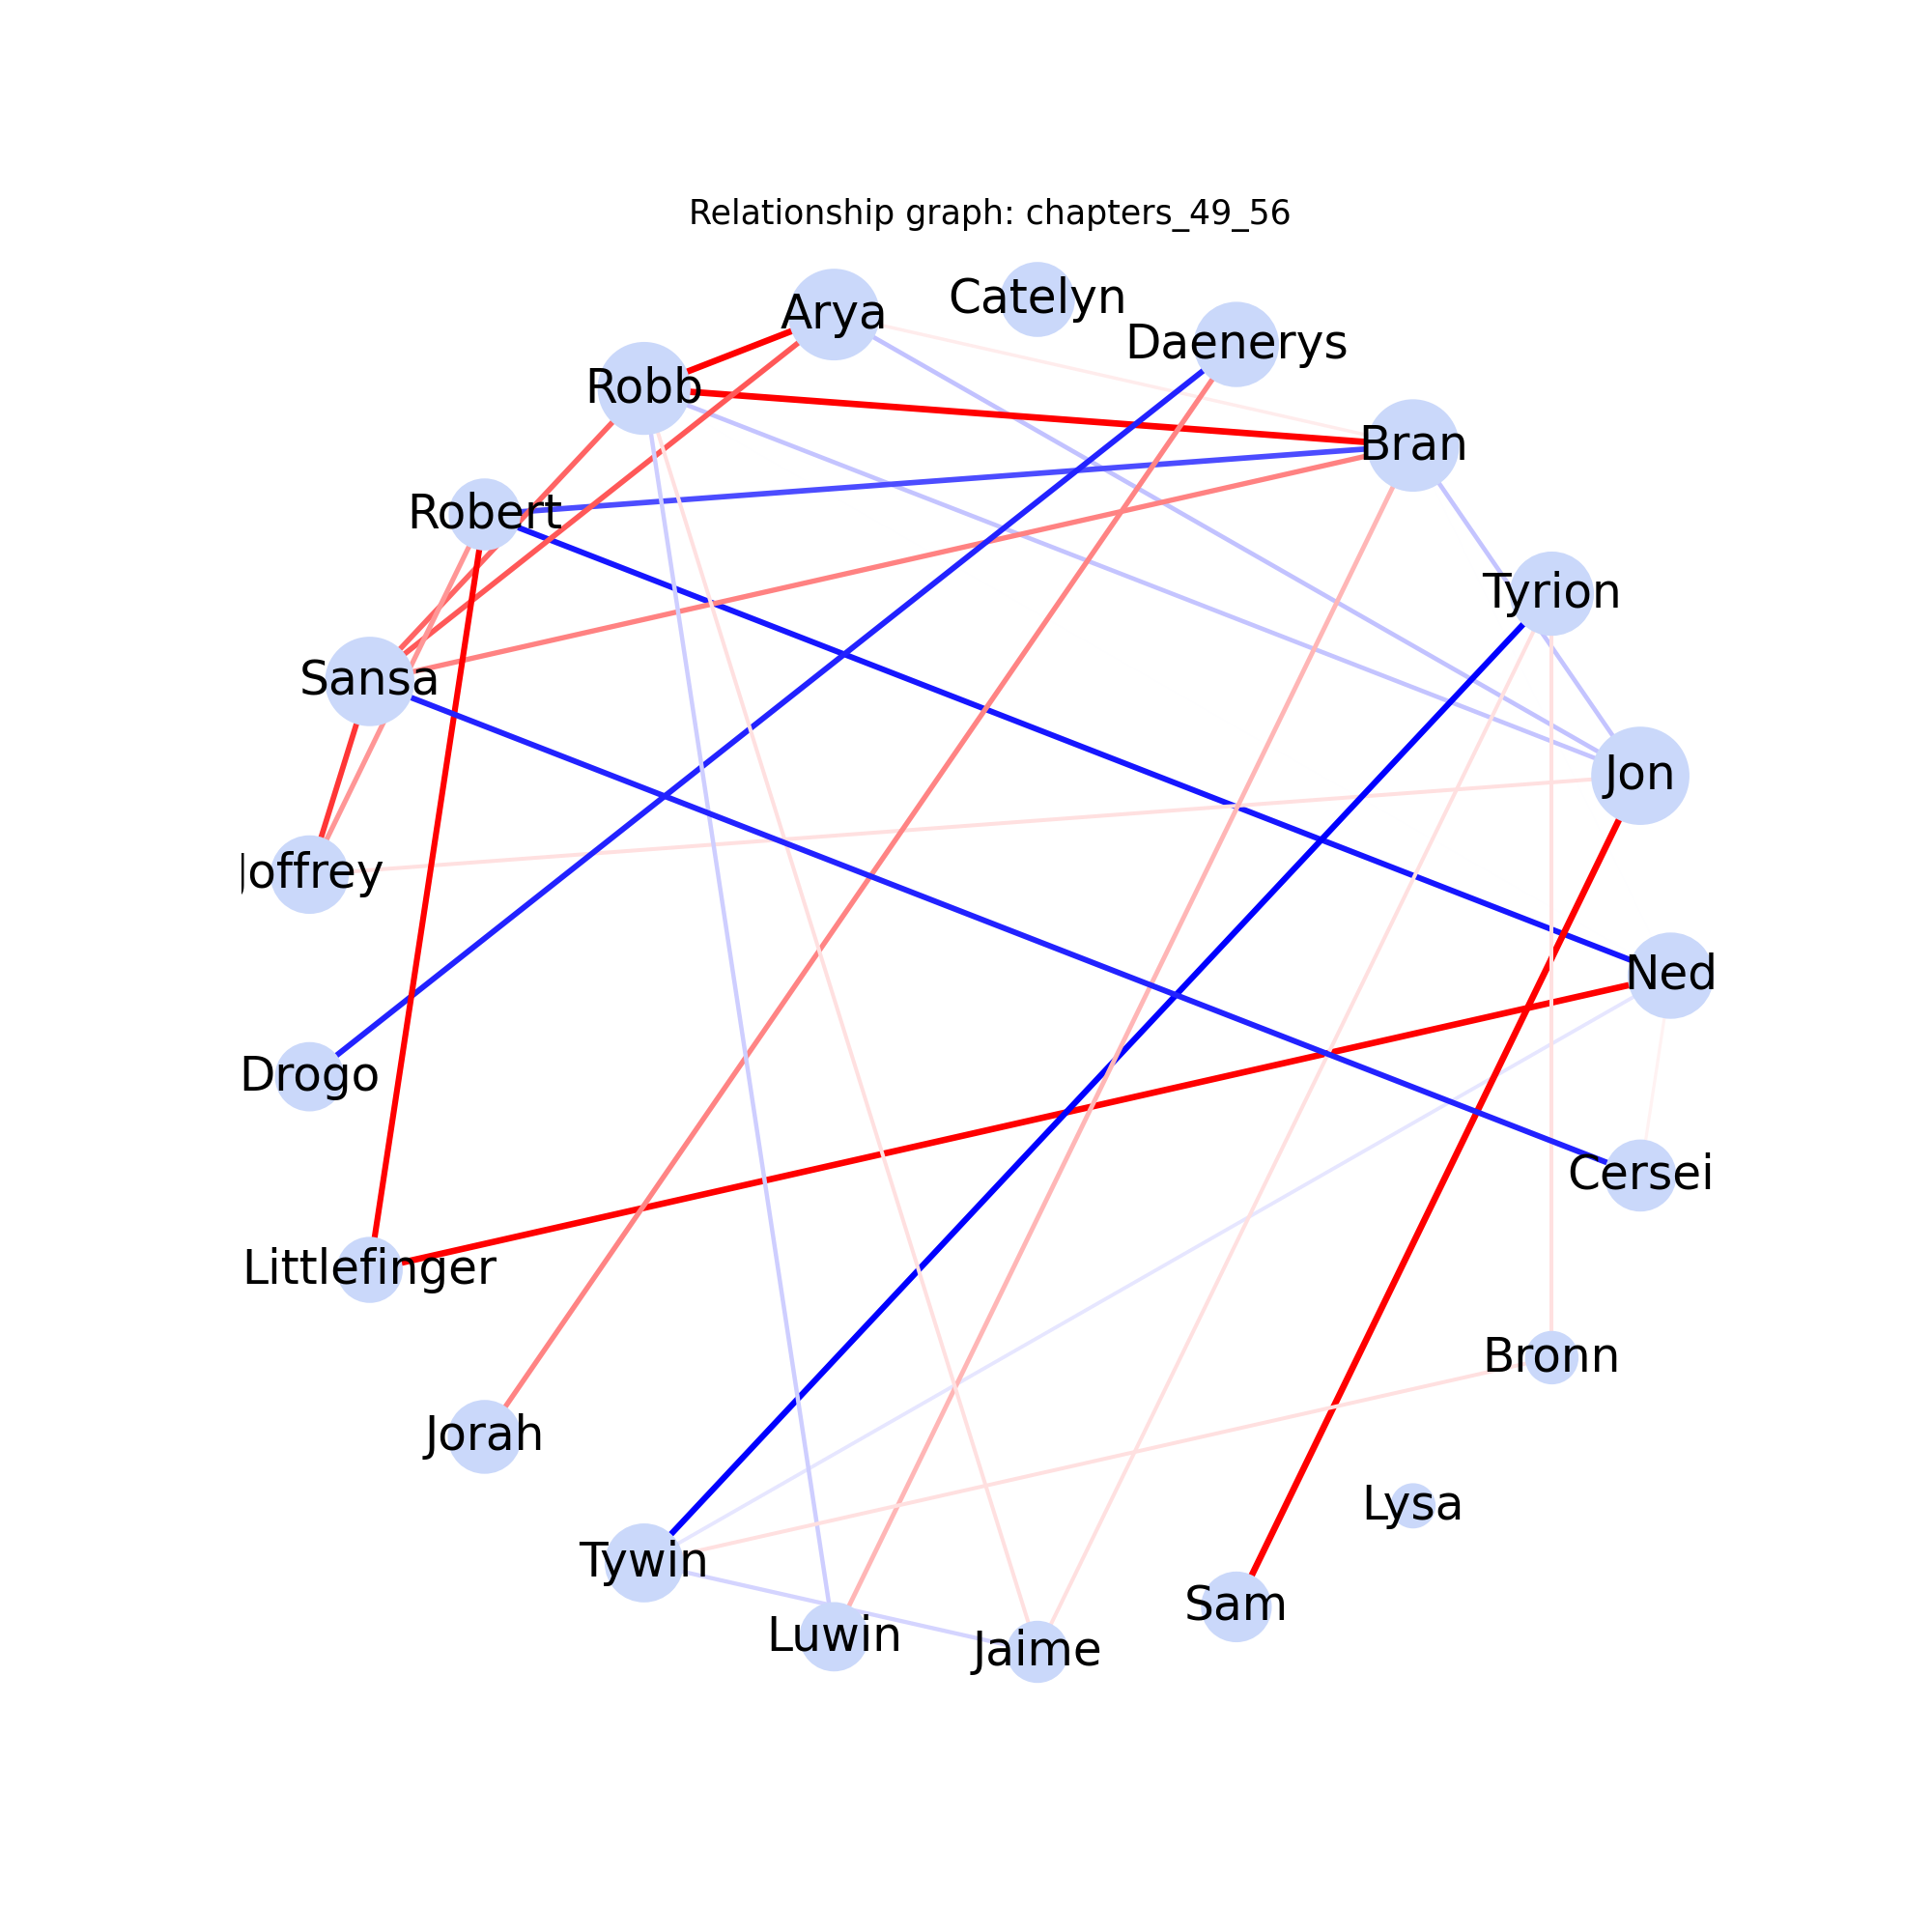 Relationship graph: chapters_49_56
Catelyn
Arya
Daenerys
Robb
Bran
Robert
Tyrion
Sansa
Jon
Joffrey
Ned
Drogo
Cersei
Littlefinger
Bronn
Jorah
Lysa
Tywin
Sam
Luwin
Jaime